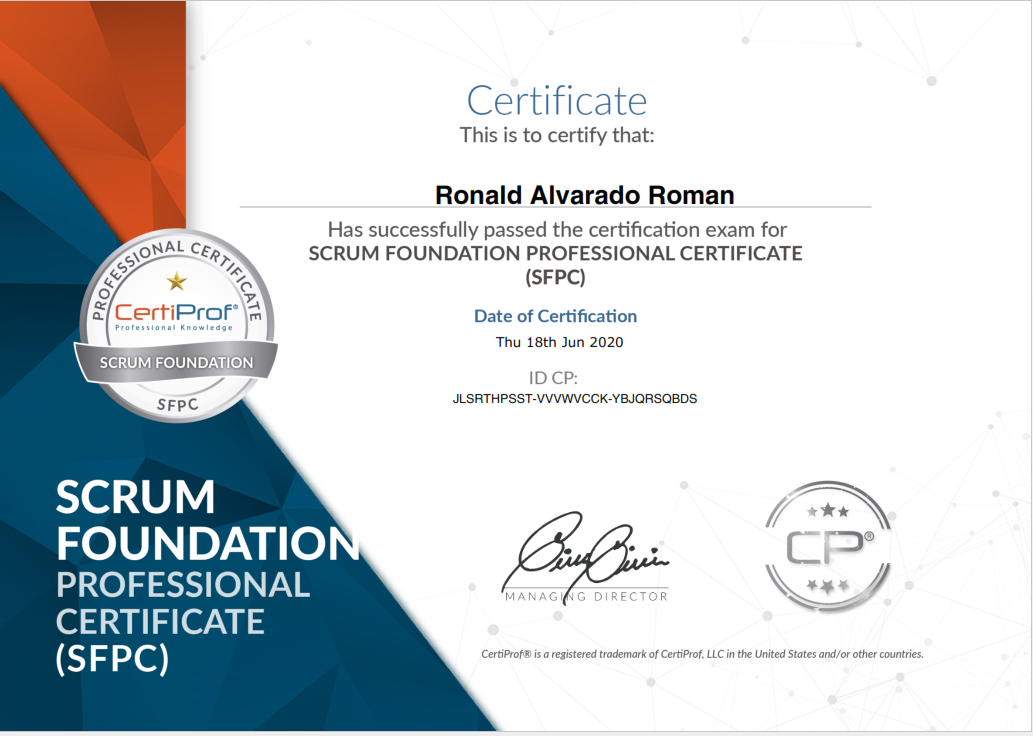 Certificate
This is to certify that:
Ronald Alvarado Roman
Has successfully passed the certification exam for
SCRUM FOUNDATION PROFESSIONAL CERTIFICATE
(SFPC)
Date of Certification
Thu 18th Jun 2020
ID CP:
JLSRTHPSST-VVVWVCCK-YBJQRSQBDS
PROFESSIONAL CERTIFICATE
CertiProf®
Professional Knowledge
SCRUM FOUNDATION
SFPC
SCRUM
FOUNDATION
PROFESSIONAL
CERTIFICATE
(SFPC)
MANAGING DIRECTOR
CP®
CertiProf® is a registered trademark of CertiProf, LLC in the United States and/or other countries.